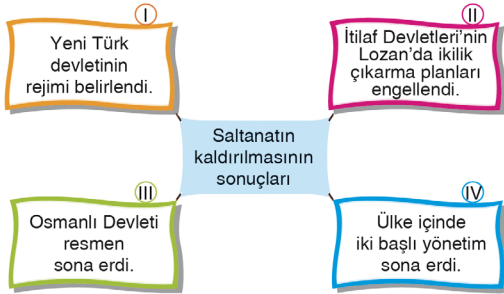 I
Yeni Türk
devletinin
rejimi belirlendi.
II
İtilaf Devletleri'nin
Lozan'da ikilik
çıkarma planları
engellendi.
Saltanatın
kaldırılmasının
sonuçları
III
Osmanlı Devleti
resmen
sona erdi.
IV
Ülke içinde
iki başlı yönetim
sona erdi.